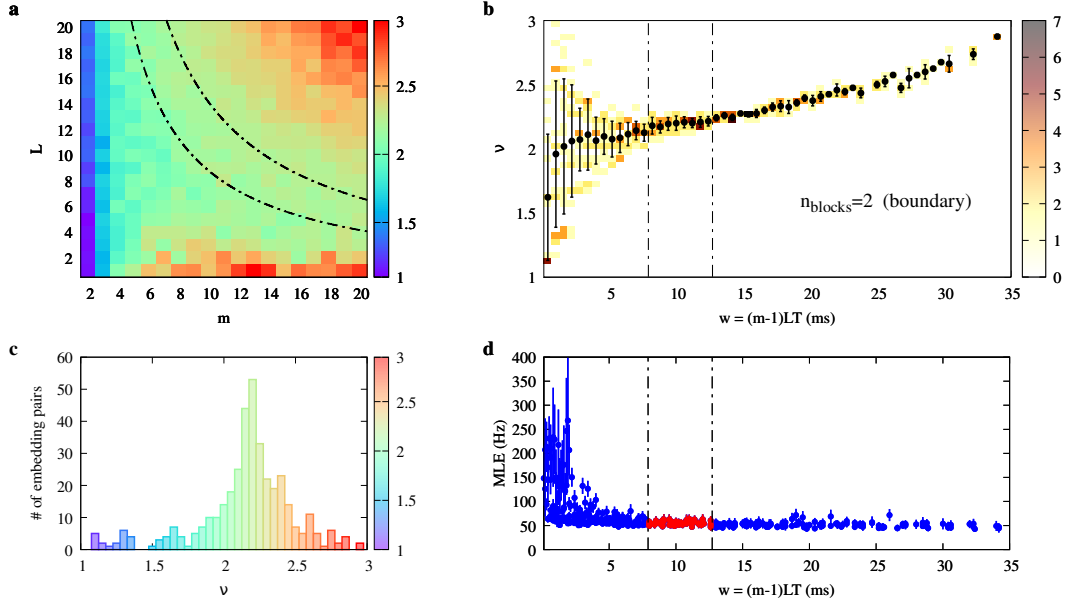 a
20
18
16
14
12
10
8
6
4
2
L
2 4 6 8 10 12 14 16 18 20
m
3
2.5
2
1.5
1
b
3
2.5
2
1.5
1
ν
n_blocks=2 (boundary)
5 10 15 20 25 30 35
w = (m-1)LT (ms)
7
6
5
4
3
2
1
0
c
60
50
40
30
20
10
0
# of embedding pairs
1 1.5 2 2.5 3
ν
3
2.5
2
1.5
1
d
400
350
300
250
200
150
100
50
0
MLE (Hz)
5 10 15 20 25 30 35
w = (m-1)LT (ms)